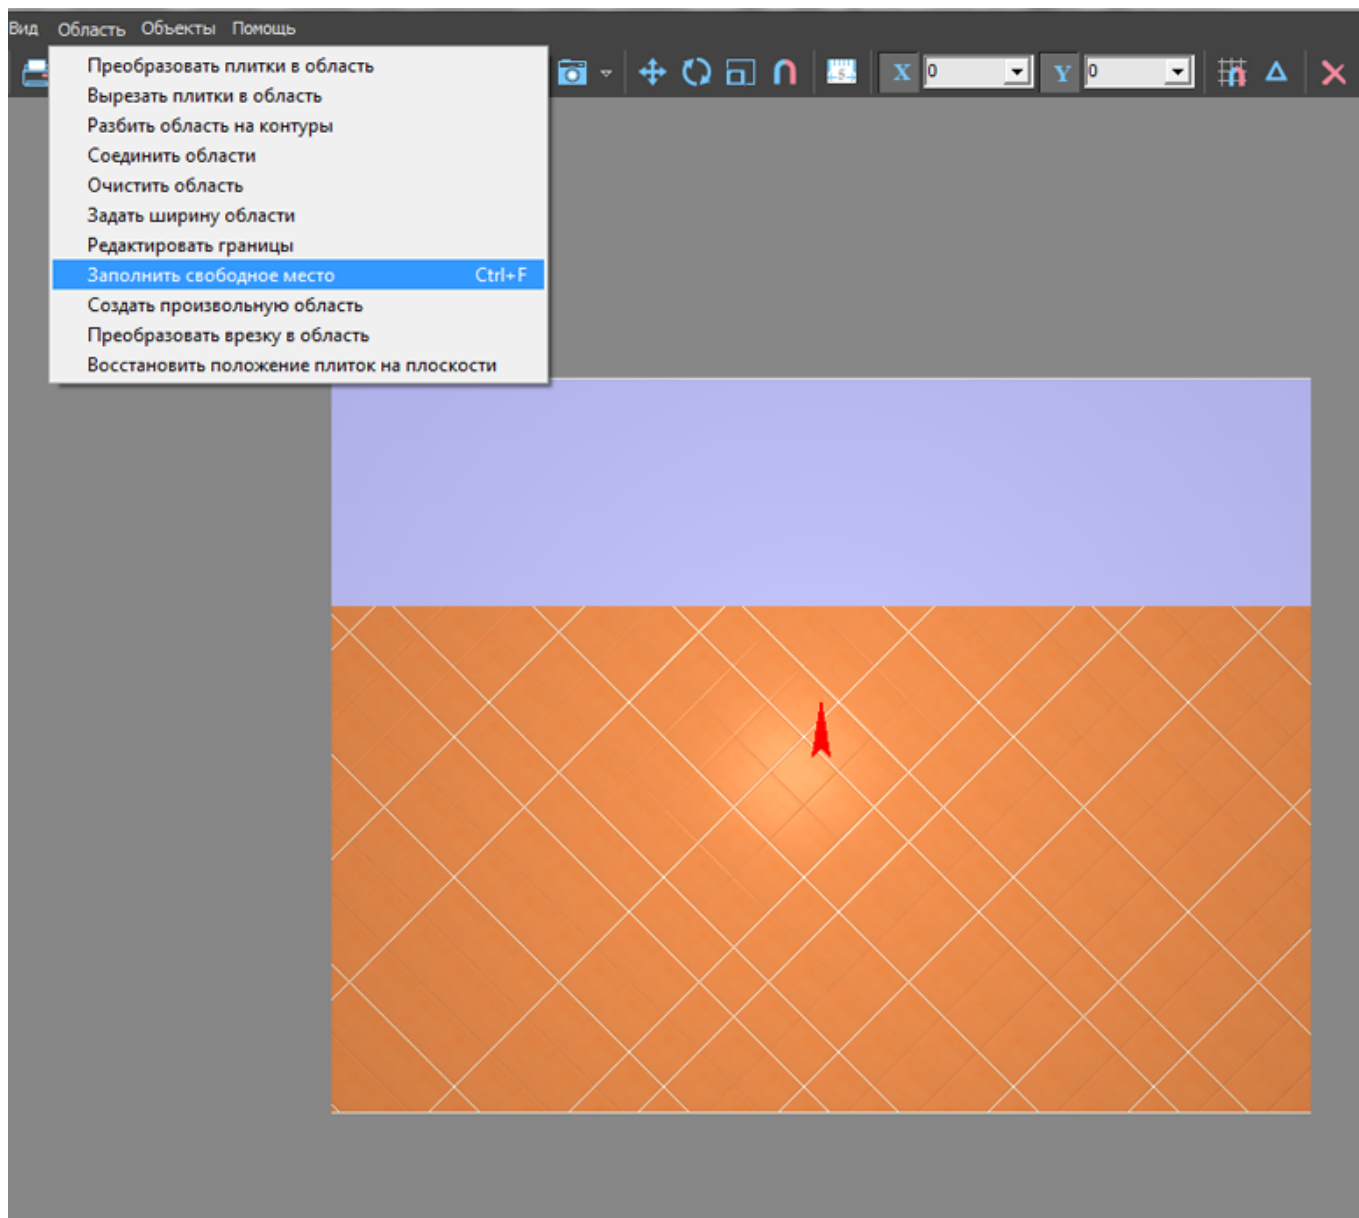 Вид Область Объекты Помощь
X 0 Y 0
Преобразовать плитки в область
Вырезать плитки в область
Разбить область на контуры
Соединить области
Очистить область
Задать ширину области
Редактировать границы
Заполнить свободное место Ctrl+F
Создать произвольную область
Преобразовать врезку в область
Восстановить положение плиток на плоскости